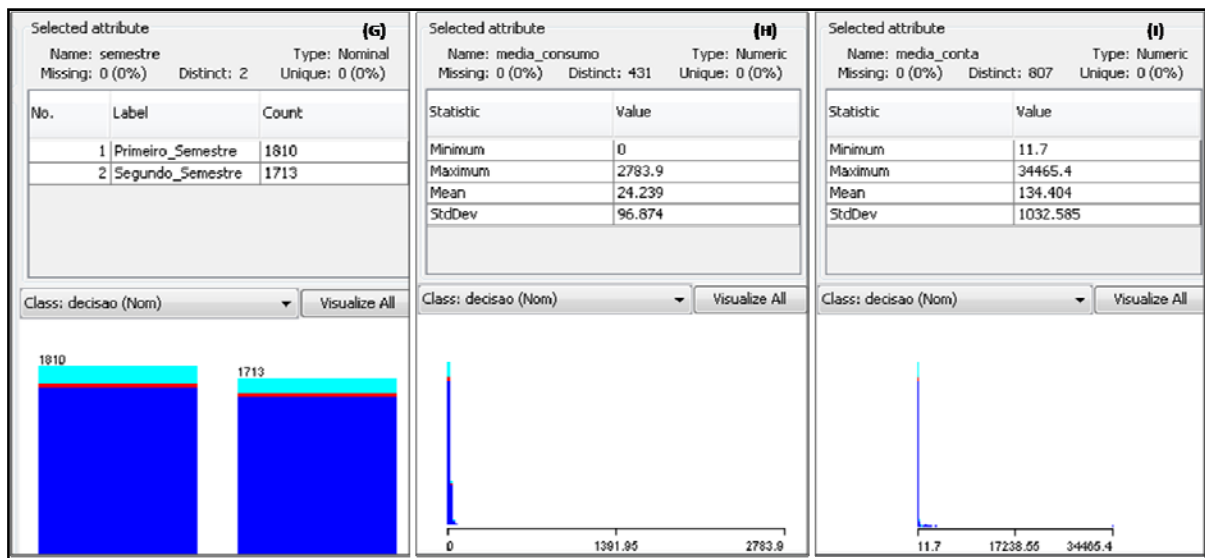 Selected attribute (G)
Name: semestre Type: Nominal
Missing: 0 (0%) Distinct: 2 Unique: 0 (0%)
No. Label Count
1 Primeiro_Semestre 1810
2 Segundo_Semestre 1713
Class: decisao (Nom) Visualize All
1810
1713
Selected attribute (H)
Name: media_consumo Type: Numeric
Missing: 0 (0%) Distinct: 431 Unique: 0 (0%)
Statistic Value
Minimum 0
Maximum 2783.9
Mean 24.239
StdDev 96.874
Class: decisao (Nom) Visualize All
0 1391.95 2783.9
Selected attribute (I)
Name: media_conta Type: Numeric
Missing: 0 (0%) Distinct: 807 Unique: 0 (0%)
Statistic Value
Minimum 11.7
Maximum 34465.4
Mean 134.404
StdDev 1032.585
Class: decisao (Nom) Visualize All
11.7 17238.55 34465.4